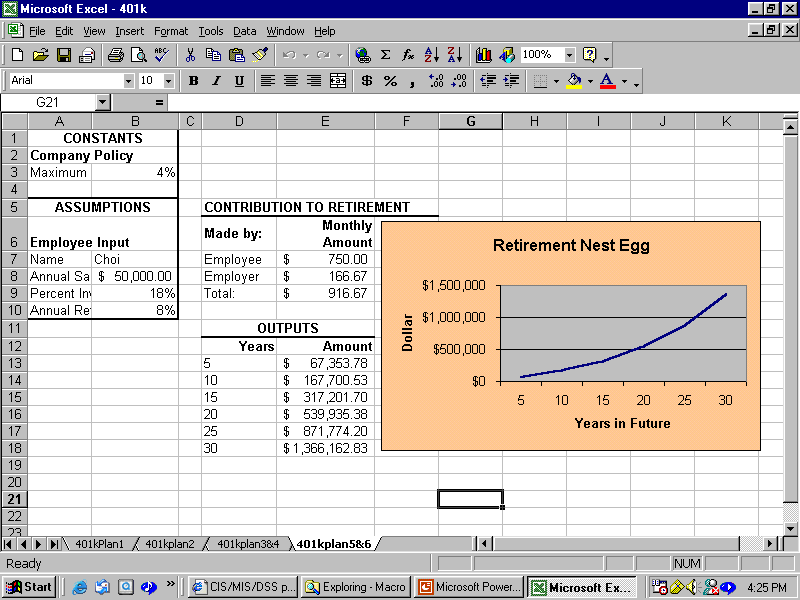 Microsoft Excel - 401k
File Edit View Insert Format Tools Data Window Help
100%
Arial 10 B I U $ % ,
G21 =
A B C D E F G H I J K
1 CONSTANTS
2 Company Policy
3 Maximum 4%
4
5 ASSUMPTIONS CONTRIBUTION TO RETIREMENT
6 Employee Input Made by: Monthly Amount
7 Name Choi Employee $ 750.00
8 Annual Sa $ 50,000.00 Employer $ 166.67
9 Percent Inv 18% Total: $ 916.67
10 Annual Re 8%
11 OUTPUTS
12 Years Amount
13 5 $ 67,353.78
14 10 $ 167,700.53
15 15 $ 317,201.70
16 20 $ 539,935.38
17 25 $ 871,774.20
18 30 $ 1,366,162.83
19
20
21
22
23
Retirement Nest Egg
Dollar
$1,500,000
$1,000,000
$500,000
$0
5 10 15 20 25 30
Years in Future
401kPlan1 401kplan2 401kplan3&4 401kplan5&6
Ready NUM
Start CIS/MIS/DSS p... Exploring - Macro Microsoft Power... Microsoft Ex... 4:25 PM